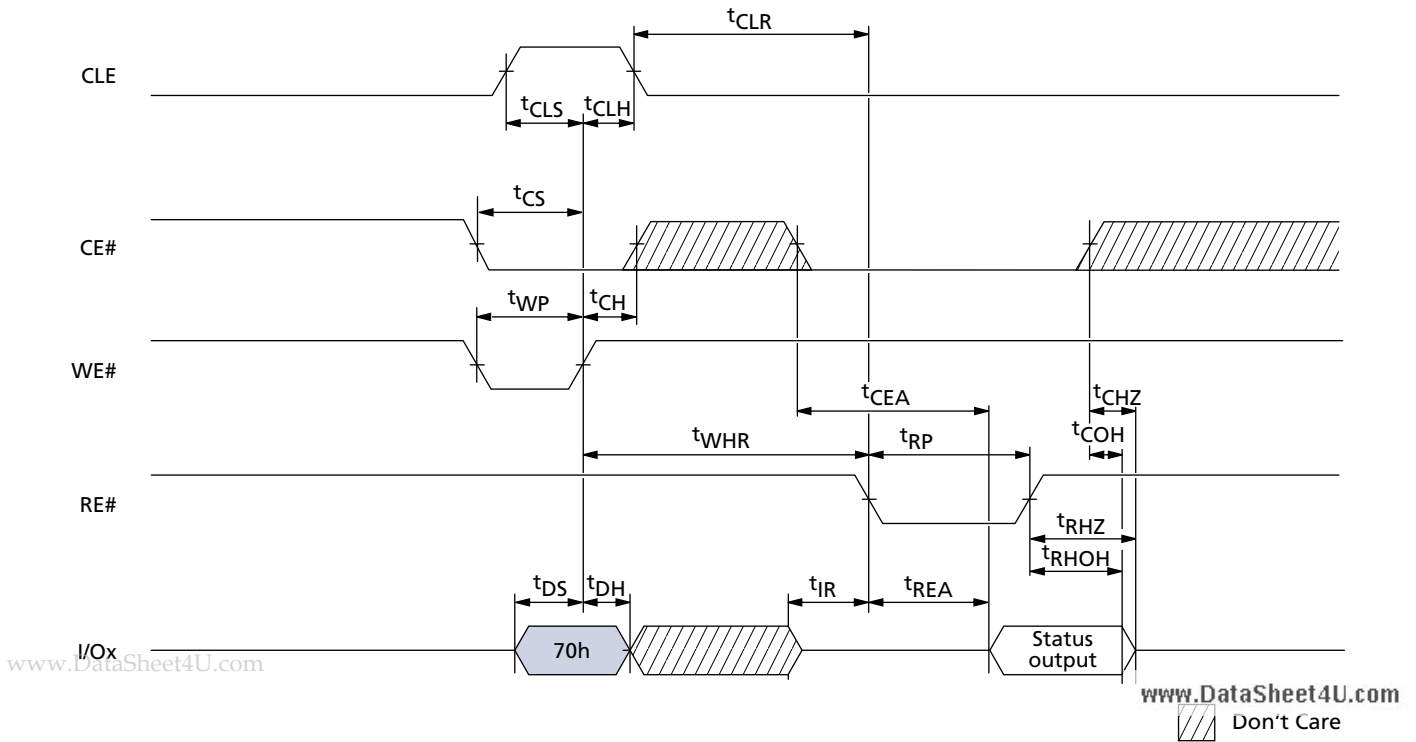 tCLR
CLE
tCLS tCLH
tCS
CE#
tWP tCH
WE#
tCEA tCHZ
tWHR tRP tCOH
RE#
tRHZ
tRHOH
tDS tDH tIR tREA
I/Ox 70h Status output
www.DataSheet4U.com
www.DataSheet4U.com
Don't Care